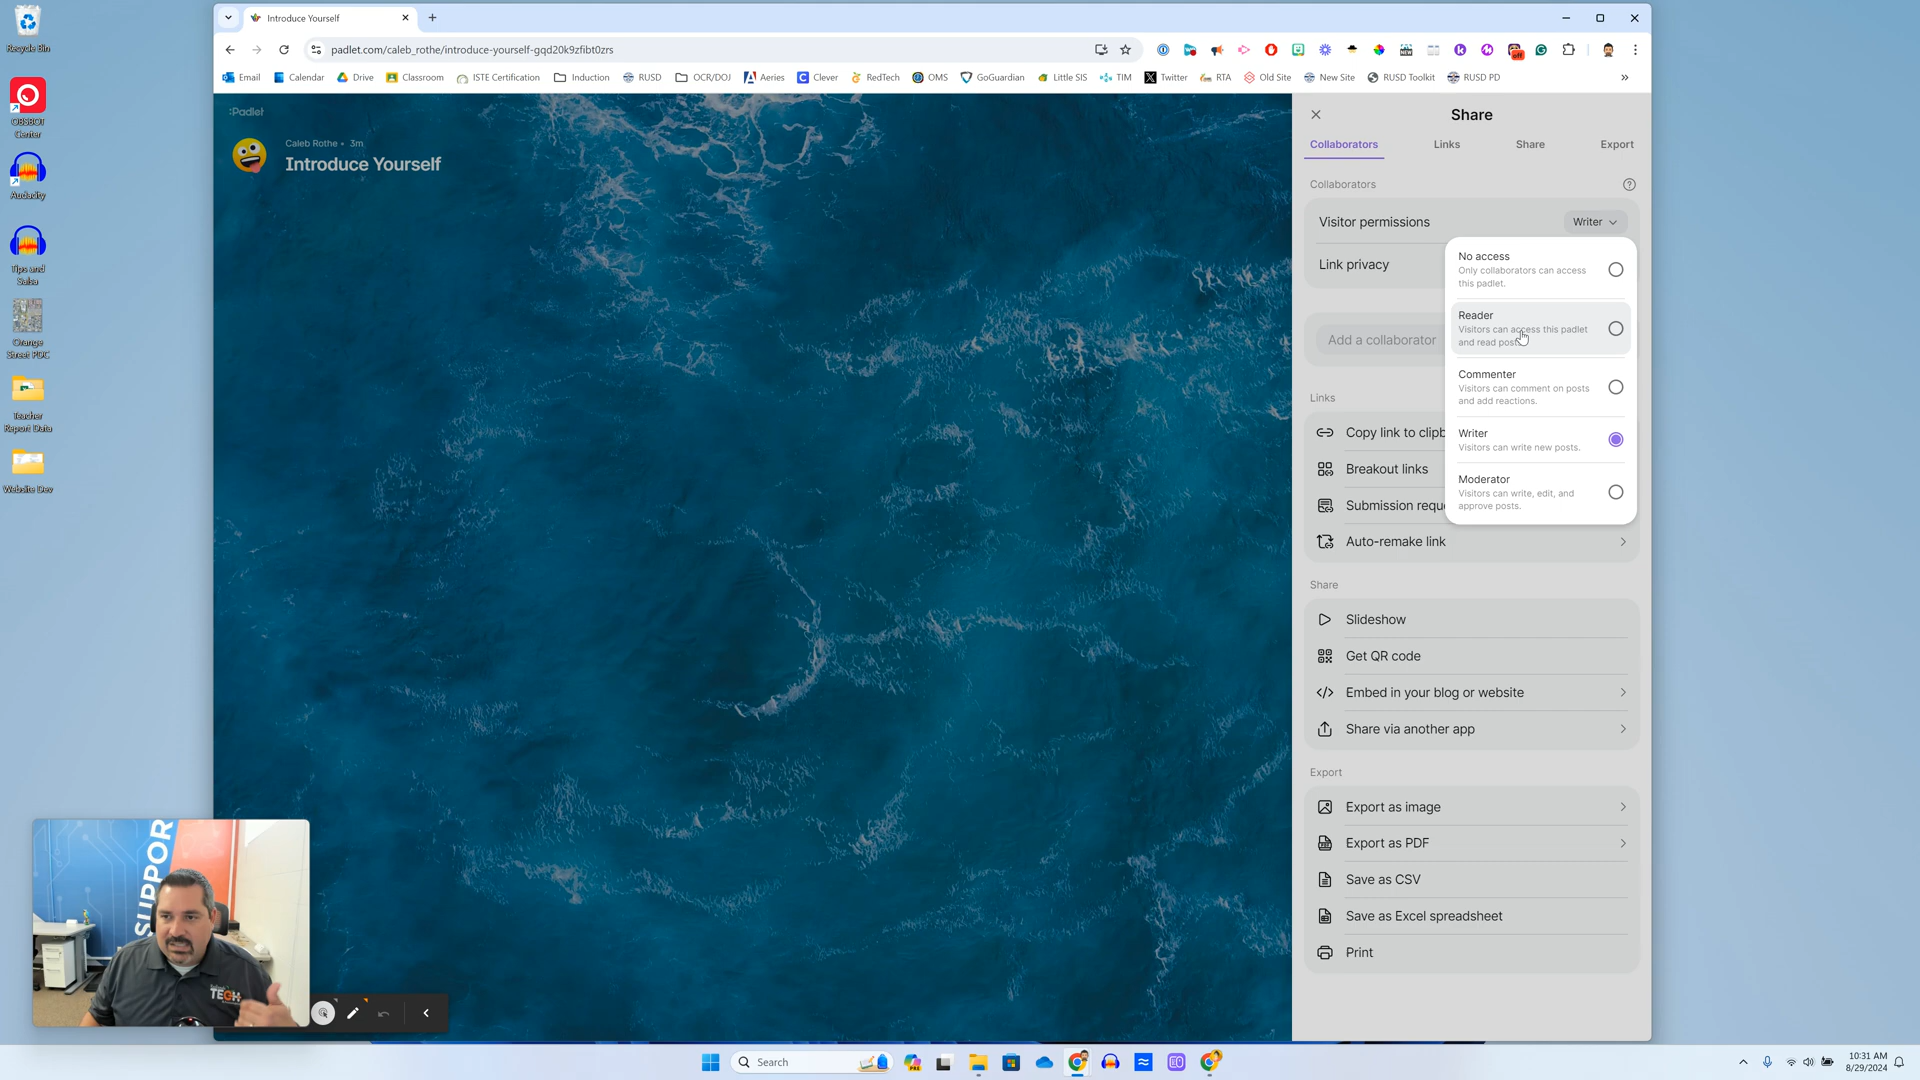 Introduce Yourself
padlet.com/caleb_rothe/introduce-yourself-gqd20k9zfibt0zrs
Email
Calendar
Drive
Classroom
ISTE Certification
Induction
RUSD
OCR/DOJ
Aeries
Clever
RedTech
OMS
GoGuardian
Little SIS
TIM
Twitter
RTA
Old Site
New Site
RUSD Toolkit
RUSD PD
Recycle Bin
OBSBOT
Center
Audacity
Tips and
Salsa
Orange
Street PDC
Teacher
Report Data
Website Dev
:Padlet
Caleb Rothe • 3m
Introduce Yourself
Share
Collaborators
Links
Share
Export
Collaborators
Visitor permissions
Writer
Link privacy
No access
Only collaborators can access
this padlet.
Reader
Visitors can access this padlet
and read posts.
Commenter
Visitors can comment on posts
and add reactions.
Writer
Visitors can write new posts.
Moderator
Visitors can write, edit, and
approve posts.
Add a collaborator
Links
Copy link to clipb
Breakout links
Submission requ
Auto-remake link
Share
Slideshow
Get QR code
Embed in your blog or website
Share via another app
Export
Export as image
Export as PDF
Save as CSV
Save as Excel spreadsheet
Print
SUPPOR
TECH
Search
10:31 AM
8/29/2024